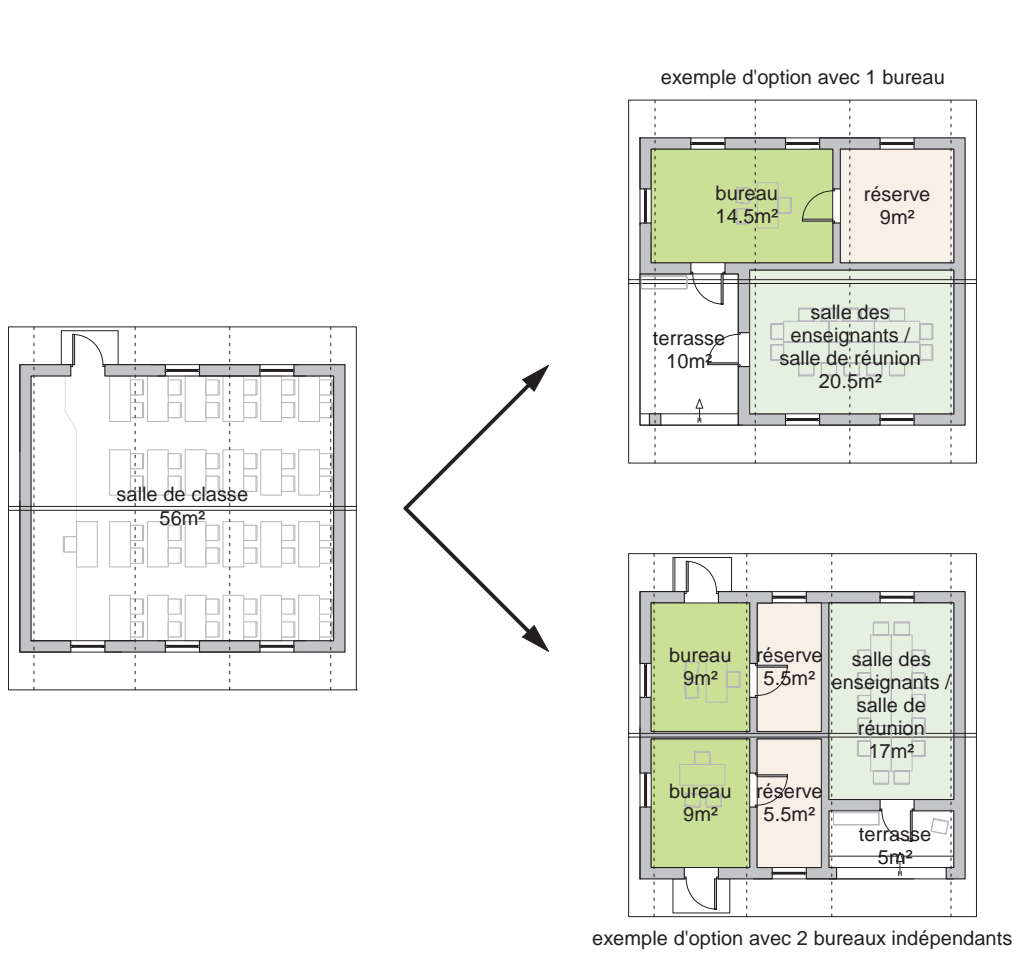 exemple d'option avec 1 bureau
bureau
14.5m²
réserve
9m²
terrasse
10m²
salle des
enseignants /
salle de réunion
20.5m²
salle de classe
56m²
bureau
9m²
réserve
5.5m²
salle des
enseignants /
salle de
réunion
17m²
bureau
9m²
réserve
5.5m²
terrasse
5m²
exemple d'option avec 2 bureaux indépendants